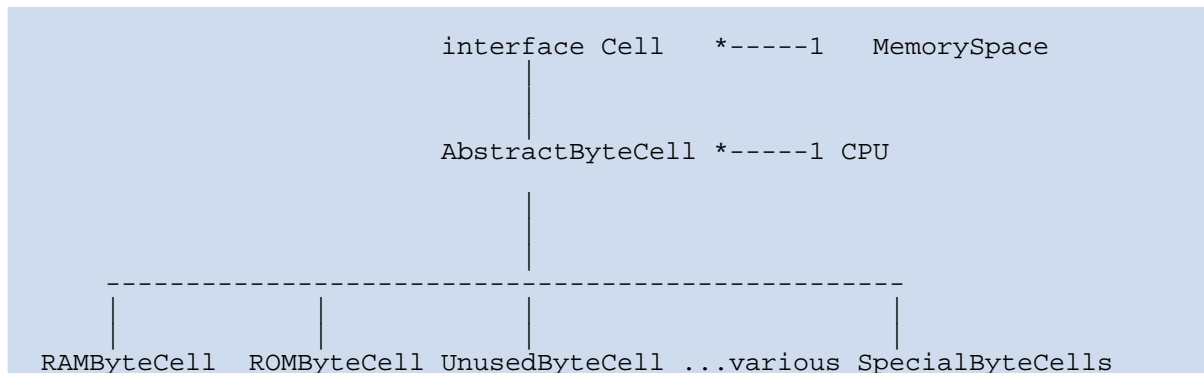 interface Cell *-----1 MemorySpace
AbstractByteCell *-----1 CPU
--------------------------------------------------
RAMByteCell ROMByteCell UnusedByteCell ...various SpecialByteCells